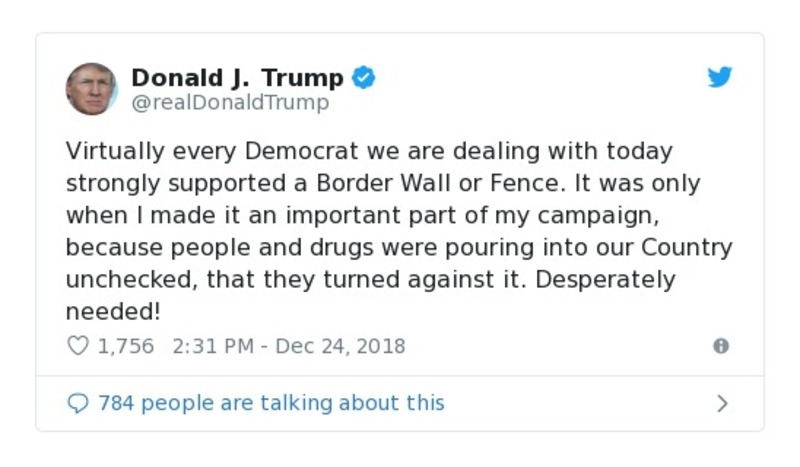 Donald J. Trump
@realDonaldTrump
Virtually every Democrat we are dealing with today
strongly supported a Border Wall or Fence. It was only
when I made it an important part of my campaign,
because people and drugs were pouring into our Country
unchecked, that they turned against it. Desperately
needed!
1,756 2:31 PM - Dec 24, 2018
784 people are talking about this